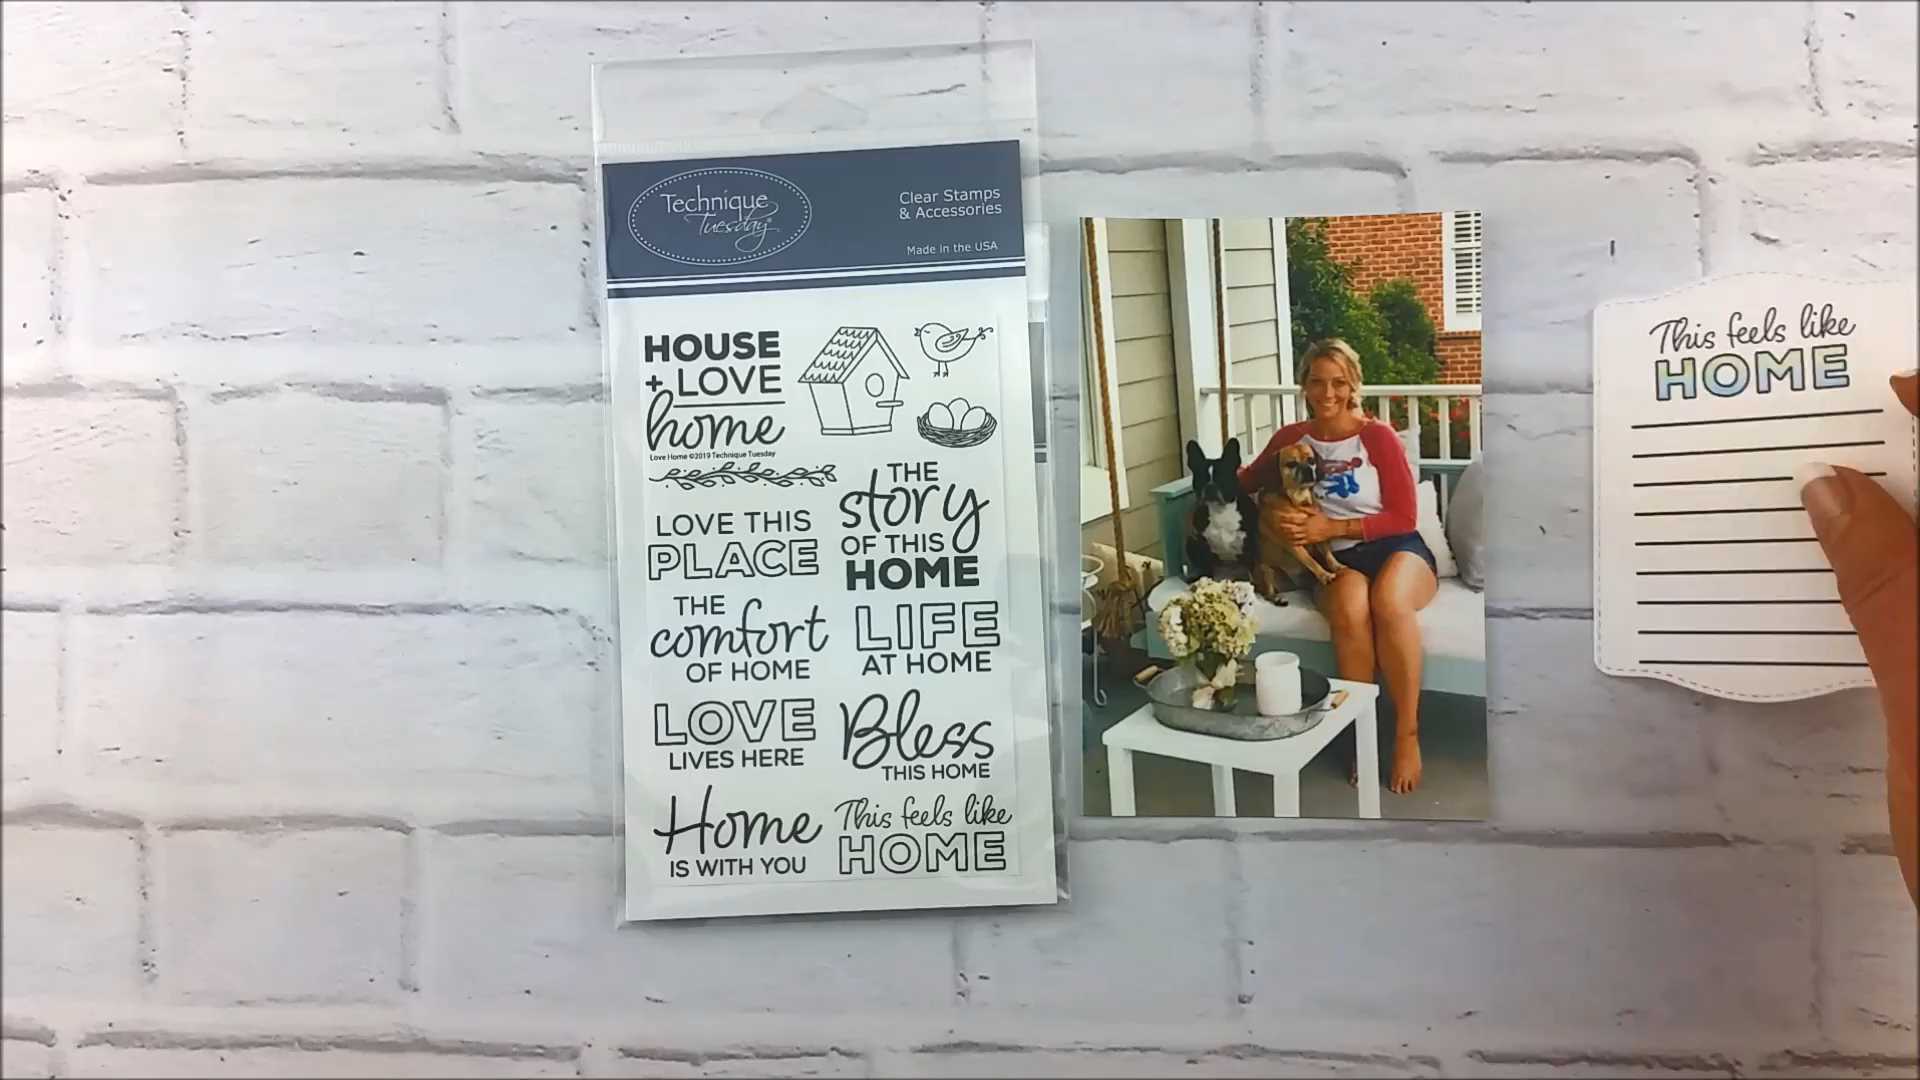 Technique
Tuesday
Clear Stamps
& Accessories
Made in the USA
HOUSE
+ LOVE
home
Love Home ©2019 Technique Tuesday
LOVE THIS
PLACE
THE
story
OF THIS
HOME
THE
comfort
OF HOME
LIFE
AT HOME
LOVE
LIVES HERE
Bless
THIS HOME
Home
IS WITH YOU
This feels like
HOME
This feels like
HOME